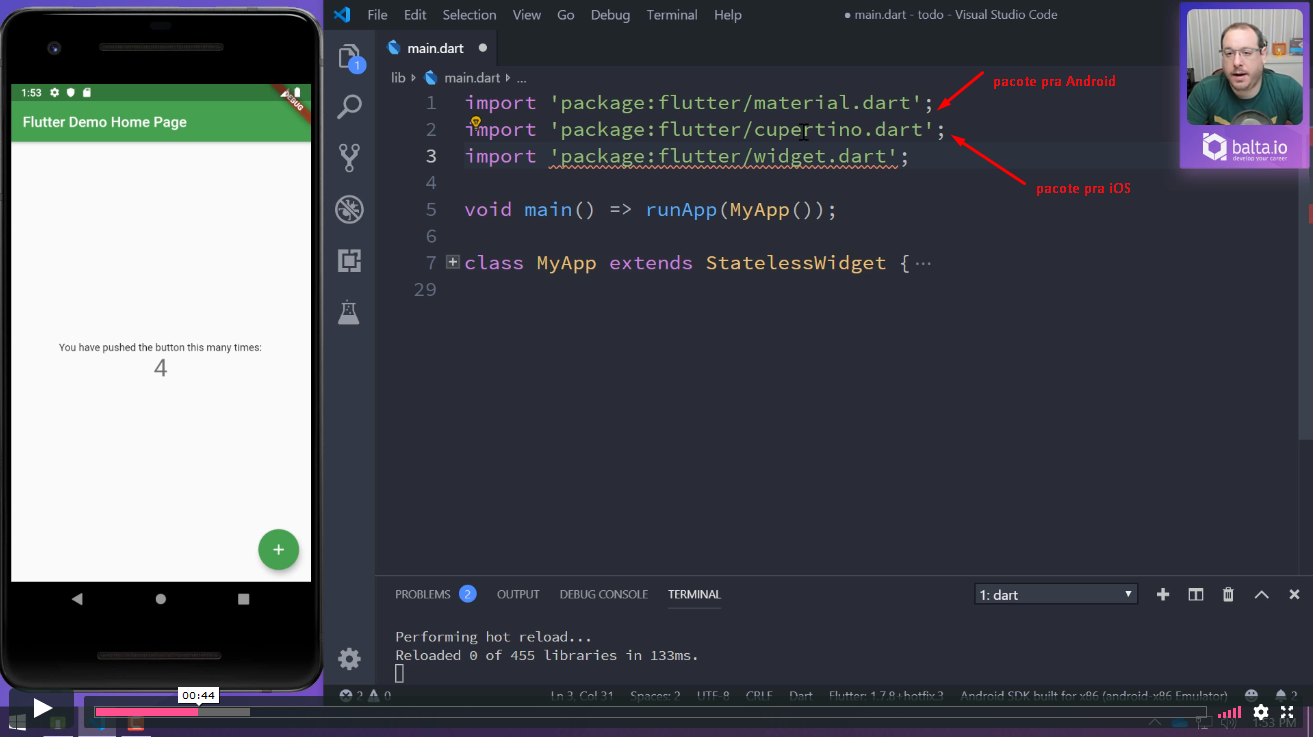 File Edit Selection View Go Debug Terminal Help
● main.dart - todo - Visual Studio Code
1:53
DEBUG
Flutter Demo Home Page
You have pushed the button this many times:
4
+
1
main.dart ●
lib main.dart ...
1 import 'package:flutter/material.dart';
2 import 'package:flutter/cupertino.dart';
3 import 'package:flutter/widget.dart';
4
5 void main() => runApp(MyApp());
6
7 class MyApp extends StatelessWidget { ...
29
pacote pra Android
pacote pra iOS
balta.io
develop your career
PROBLEMS 2 OUTPUT DEBUG CONSOLE TERMINAL
1: dart
Performing hot reload...
Reloaded 0 of 455 libraries in 133ms.
00:44
2 0 Ln 3, Col 31 Spaces: 2 UTF-8 CRLF Dart Flutter: 1.7.8+hotfix.3 Android SDK built for x86 (android-x86 Emulator) 2
1:53 PM